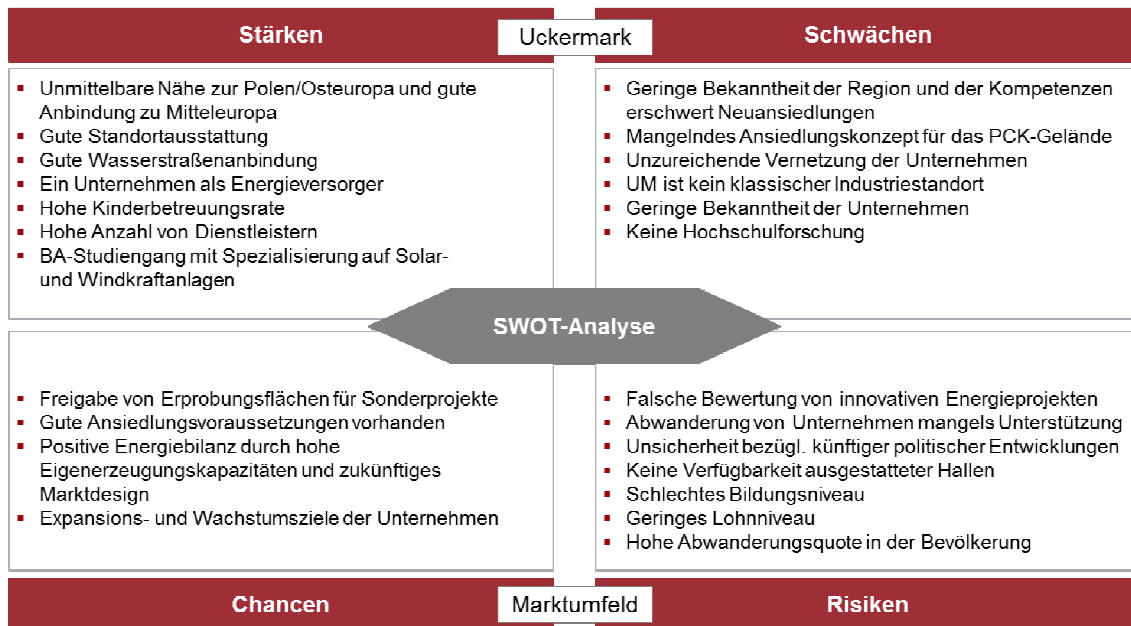 Stärken
Uckermark
Schwächen
▪ Unmittelbare Nähe zur Polen/Osteuropa und gute
Anbindung zu Mitteleuropa
▪ Gute Standortausstattung
▪ Gute Wasserstraßenanbindung
▪ Ein Unternehmen als Energieversorger
▪ Hohe Kinderbetreuungsrate
▪ Hohe Anzahl von Dienstleistern
▪ BA-Studiengang mit Spezialisierung auf Solar-
und Windkraftanlagen
▪ Geringe Bekanntheit der Region und der Kompetenzen
erschwert Neuansiedlungen
▪ Mangelndes Ansiedlungskonzept für das PCK-Gelände
▪ Unzureichende Vernetzung der Unternehmen
▪ UM ist kein klassischer Industriestandort
▪ Geringe Bekanntheit der Unternehmen
▪ Keine Hochschulforschung
SWOT-Analyse
▪ Freigabe von Erprobungsflächen für Sonderprojekte
▪ Gute Ansiedlungsvoraussetzungen vorhanden
▪ Positive Energiebilanz durch hohe
Eigenerzeugungskapazitäten und zukünftiges
Marktdesign
▪ Expansions- und Wachstumsziele der Unternehmen
▪ Falsche Bewertung von innovativen Energieprojekten
▪ Abwanderung von Unternehmen mangels Unterstützung
▪ Unsicherheit bezügl. künftiger politischer Entwicklungen
▪ Keine Verfügbarkeit ausgestatteter Hallen
▪ Schlechtes Bildungsniveau
▪ Geringes Lohnniveau
▪ Hohe Abwanderungsquote in der Bevölkerung
Chancen
Marktumfeld
Risiken